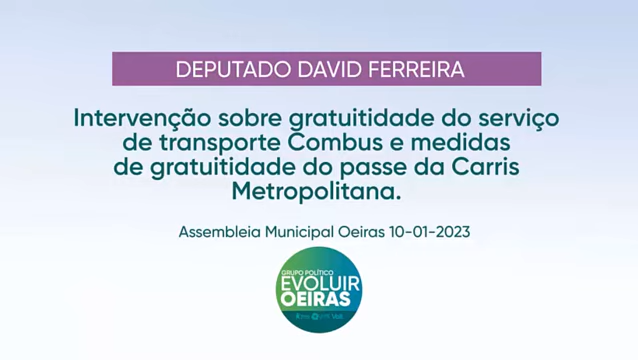 DEPUTADO DAVID FERREIRA
Intervenção sobre gratuitidade do serviço
de transporte Combus e medidas
de gratuitidade do passe da Carris
Metropolitana.
Assembleia Municipal Oeiras 10-01-2023
GRUPO POLÍTICO
EVOLUIR
OEIRAS